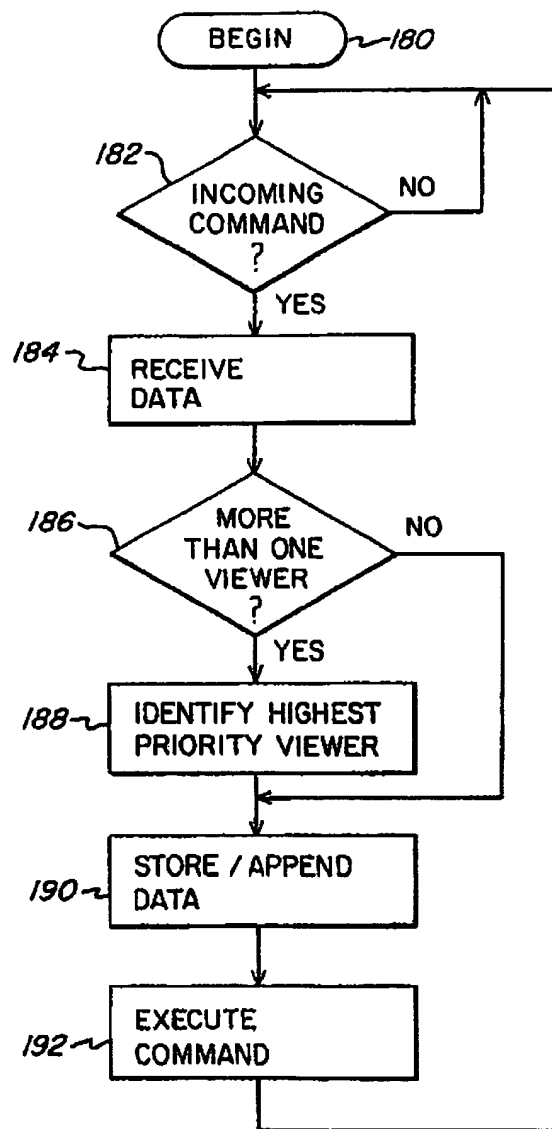 BEGIN
180
182
INCOMING
COMMAND
?
NO
YES
184
RECEIVE
DATA
186
MORE
THAN ONE
VIEWER
?
NO
YES
188
IDENTIFY HIGHEST
PRIORITY VIEWER
190
STORE / APPEND
DATA
192
EXECUTE
COMMAND